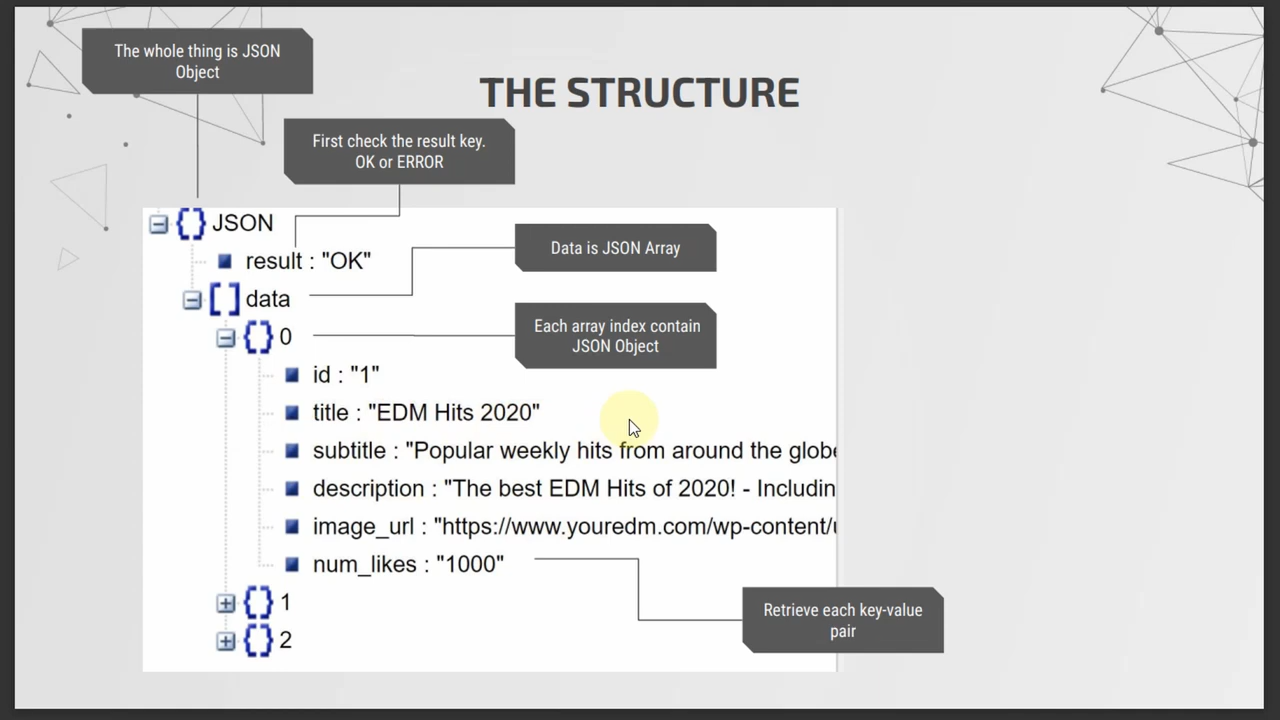 The whole thing is JSON
Object
THE STRUCTURE
First check the result key.
OK or ERROR
JSON
result : "OK"
Data is JSON Array
data
Each array index contain
JSON Object
0
id : "1"
title : "EDM Hits 2020"
subtitle : "Popular weekly hits from around the globe
description : "The best EDM Hits of 2020! - Includin
image_url : "https://www.youredm.com/wp-content/
num_likes : "1000"
Retrieve each key-value
pair
1
2